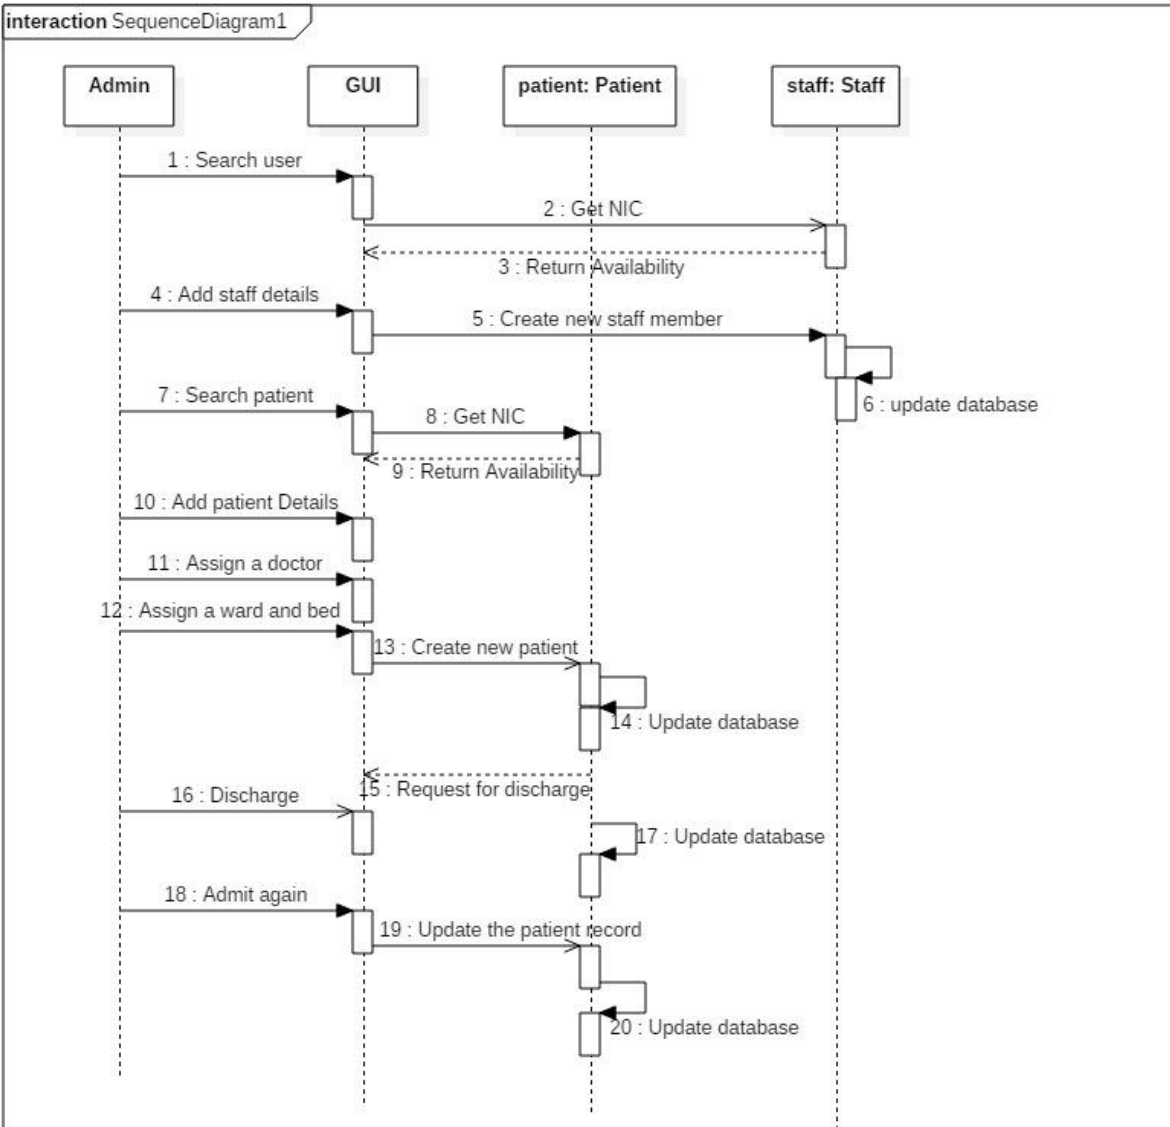 interaction SequenceDiagram1
Admin
GUI
patient: Patient
staff: Staff
1 : Search user
2 : Get NIC
3 : Return Availability
4 : Add staff details
5 : Create new staff member
6 : update database
7 : Search patient
8 : Get NIC
9 : Return Availability
10 : Add patient Details
11 : Assign a doctor
12 : Assign a ward and bed
13 : Create new patient
14 : Update database
15 : Request for discharge
16 : Discharge
17 : Update database
18 : Admit again
19 : Update the patient record
20 : Update database